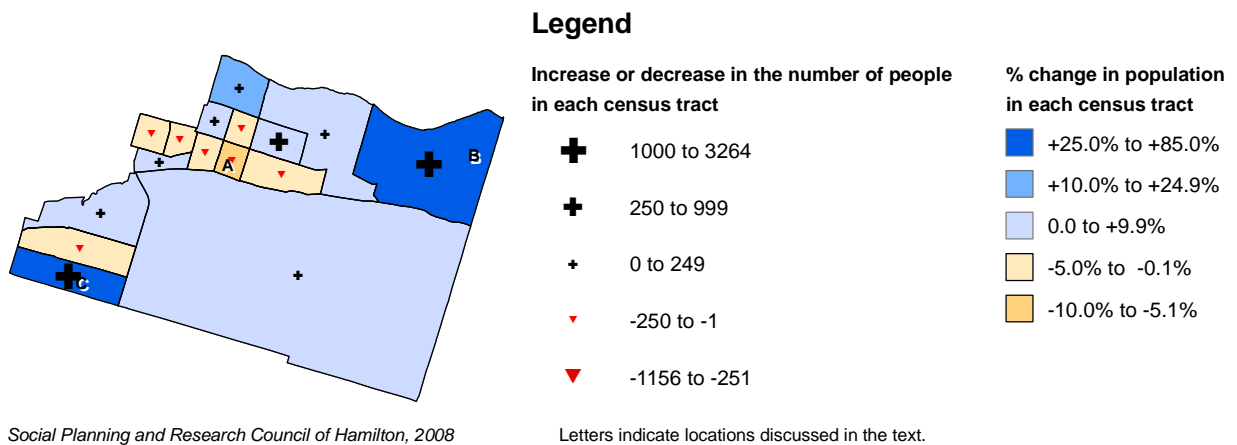 Legend
Increase or decrease in the number of people
in each census tract
1000 to 3264
250 to 999
0 to 249
-250 to -1
-1156 to -251
% change in population
in each census tract
+25.0% to +85.0%
+10.0% to +24.9%
0.0 to +9.9%
-5.0% to -0.1%
-10.0% to -5.1%
B
A
C
Social Planning and Research Council of Hamilton, 2008
Letters indicate locations discussed in the text.